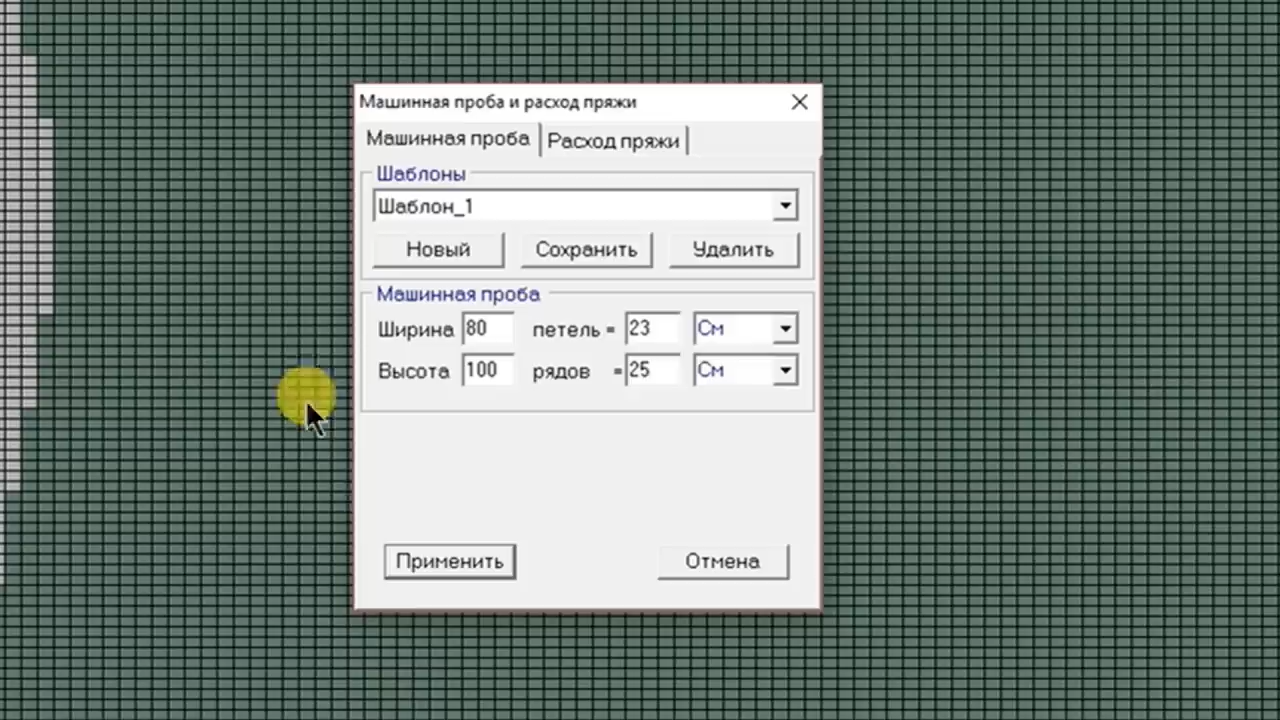 Машинная проба и расход пряжи
Машинная проба Расход пряжи
Шаблоны
Шаблон_1
Новый Сохранить Удалить
Машинная проба
Ширина 80 петель = 23 См
Высота 100 рядов = 25 См
Применить Отмена